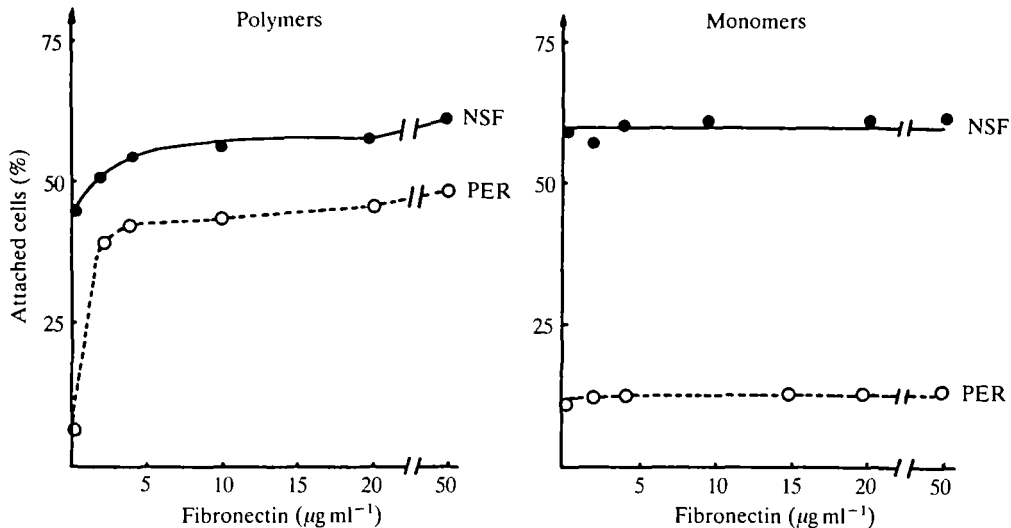 Polymers
75
50
25
Attached cells (%)
NSF
PER
5 10 15 20 50
Fibronectin (µg ml⁻¹)
Monomers
75
50
25
NSF
PER
5 10 15 20 50
Fibronectin (µg ml⁻¹)